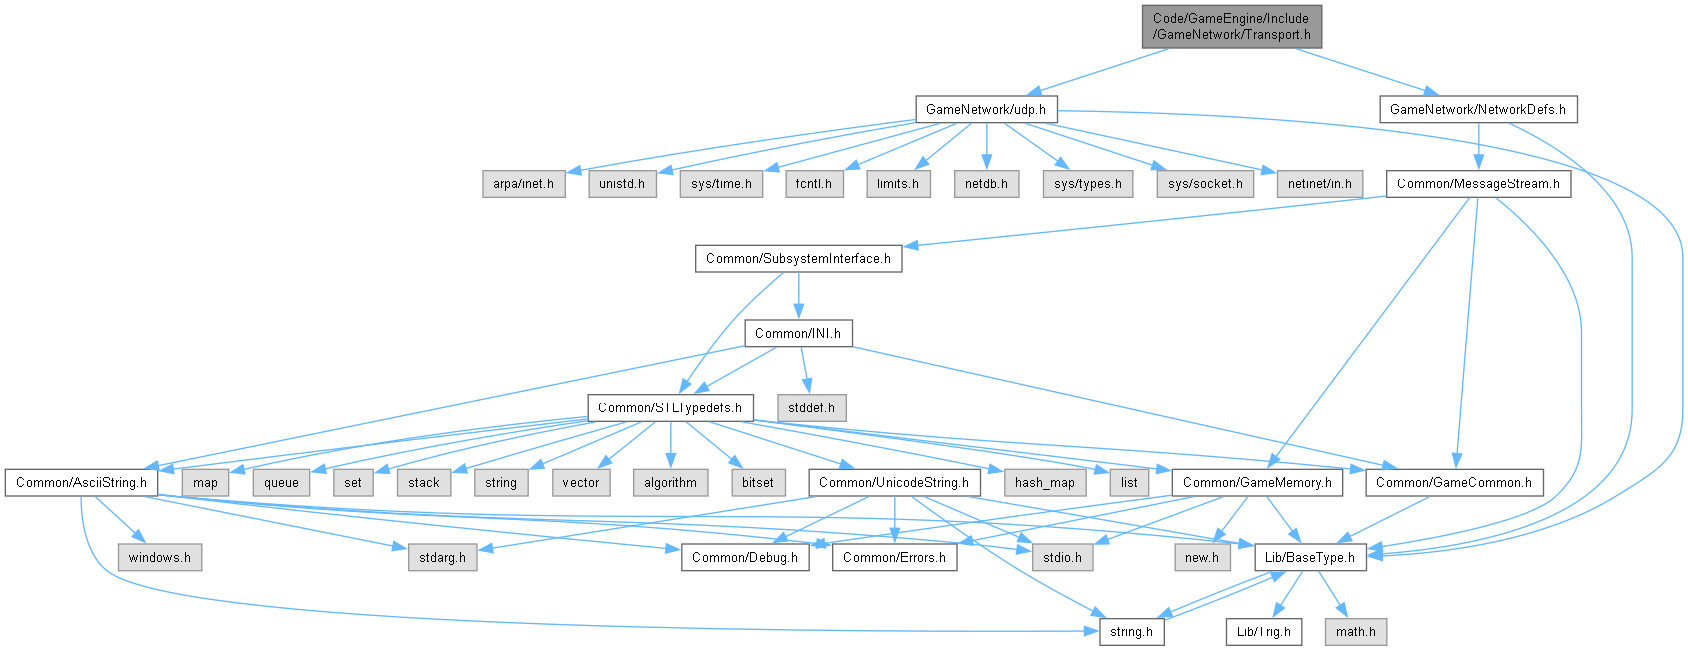 Code/GameEngine/Include
/GameNetwork/Transport.h
GameNetwork/udp.h
GameNetwork/NetworkDefs.h
arpa/inet.h
unistd.h
sys/time.h
fcntl.h
limits.h
netdb.h
sys/types.h
sys/socket.h
netinet/in.h
Common/MessageStream.h
Common/SubsystemInterface.h
Common/INI.h
Common/STLTypedefs.h
stddef.h
Common/AsciiString.h
map
queue
set
stack
string
vector
algorithm
bitset
Common/UnicodeString.h
hash_map
list
Common/GameMemory.h
Common/GameCommon.h
windows.h
stdarg.h
Common/Debug.h
Common/Errors.h
stdio.h
new.h
Lib/BaseType.h
string.h
Lib/Trig.h
math.h